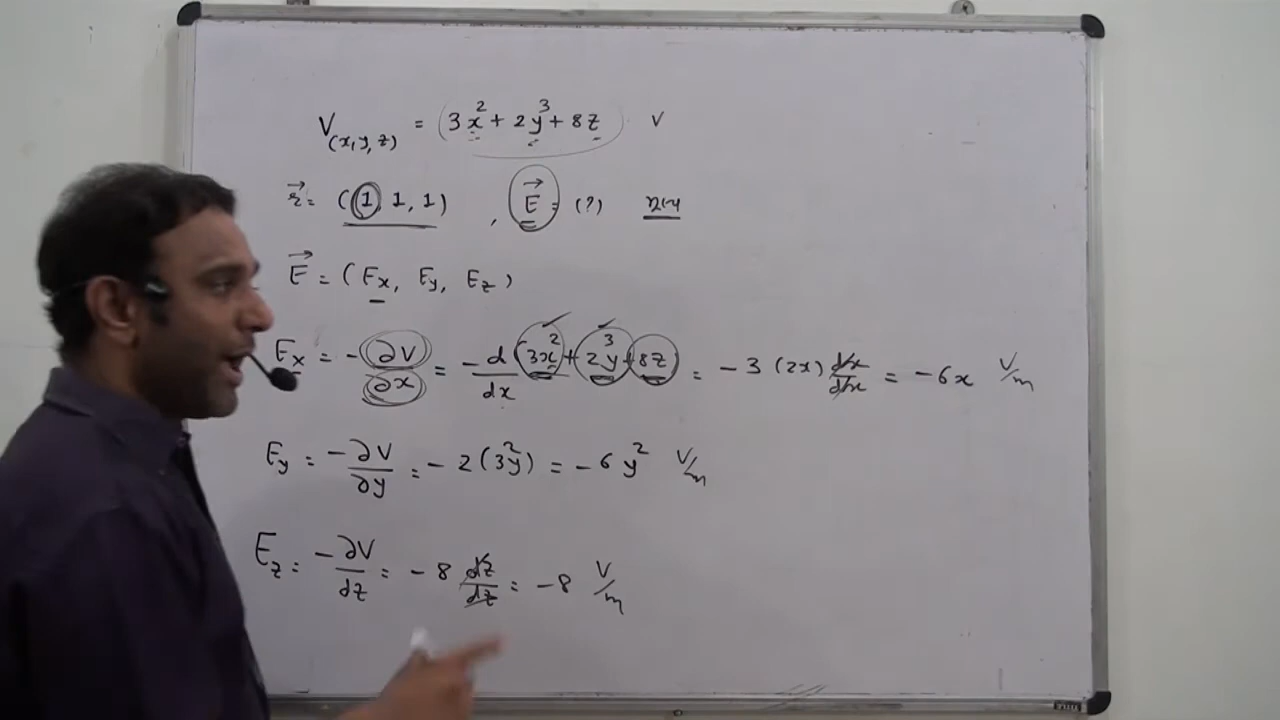 V(x,y,z) = (3x² + 2y³ + 8z) V
r⃗ = (1, 1, 1) , E⃗ = (?)
E⃗ = (Ex, Ey, Ez)
Ex = -∂V/∂x = -d/dx (3x² + 2y³ + 8z) = -3 (2x) dx/dx = -6x V/m
Ey = -∂V/∂y = -2 (3y²) = -6y² V/m
Ez = -∂V/dz = -8 dz/dz = -8 V/m